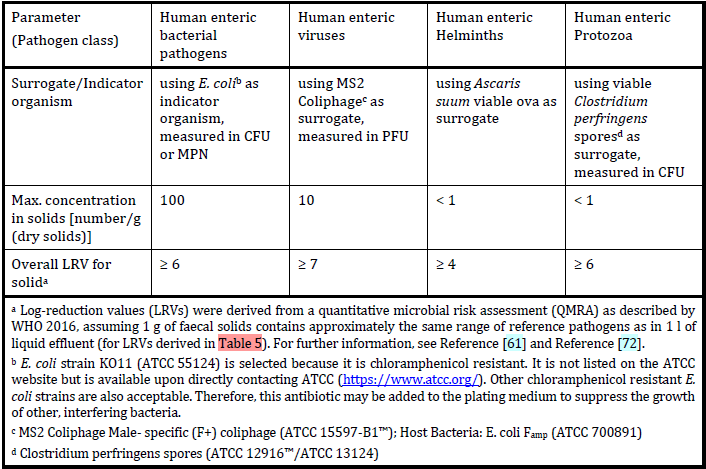 Parameter
(Pathogen class)
Human enteric
bacterial
pathogens
Human enteric
viruses
Human enteric
Helminths
Human enteric
Protozoa
Surrogate/Indicator
organism
using E. coliᵇ as
indicator
organism,
measured in CFU
or MPN
using MS2
Coliphageᶜ as
surrogate,
measured in PFU
using Ascaris
suum viable ova as
surrogate
using viable
Clostridium
perfringens
sporesᵈ as
surrogate,
measured in CFU
Max. concentration
in solids [number/g
(dry solids)]
100
10
< 1
< 1
Overall LRV for
solidᵃ
≥ 6
≥ 7
≥ 4
≥ 6
ᵃ Log-reduction values (LRVs) were derived from a quantitative microbial risk assessment (QMRA) as described by
WHO 2016, assuming 1 g of faecal solids contains approximately the same range of reference pathogens as in 1 l of
liquid effluent (for LRVs derived in Table 5). For further information, see Reference [61] and Reference [72].
ᵇ E. coli strain KO11 (ATCC 55124) is selected because it is chloramphenicol resistant. It is not listed on the ATCC
website but is available upon directly contacting ATCC (https://www.atcc.org/). Other chloramphenicol resistant E.
coli strains are also acceptable. Therefore, this antibiotic may be added to the plating medium to suppress the growth
of other, interfering bacteria.
ᶜ MS2 Coliphage Male- specific (F+) coliphage (ATCC 15597-B1™); Host Bacteria: E. coli Famp (ATCC 700891)
ᵈ Clostridium perfringens spores (ATCC 12916™/ATCC 13124)